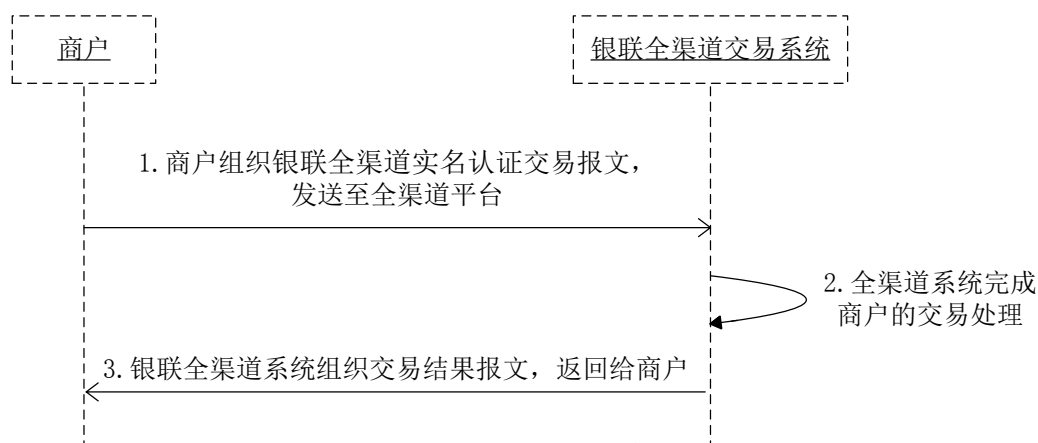 商户
银联全渠道交易系统
1.商户组织银联全渠道实名认证交易报文，
发送至全渠道平台
2.全渠道系统完成
商户的交易处理
3.银联全渠道系统组织交易结果报文，返回给商户